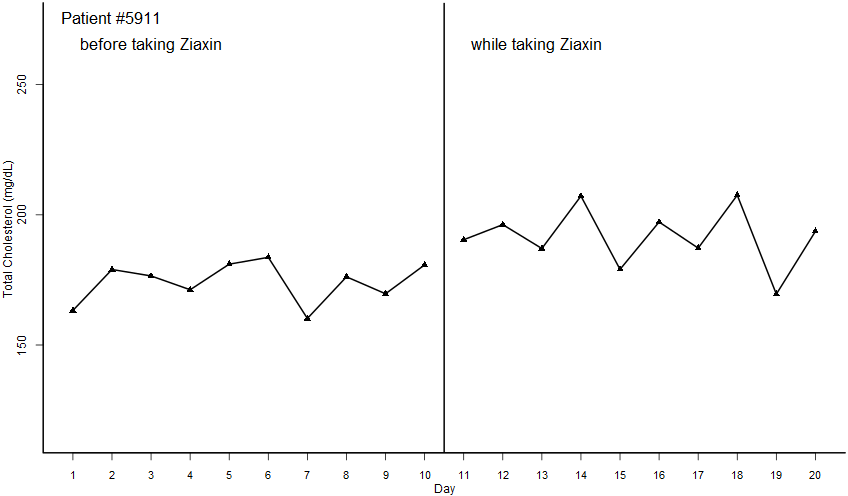 Patient #5911
before taking Ziaxin
while taking Ziaxin
Total Cholesterol (mg/dL)
250
200
150
1 2 3 4 5 6 7 8 9 10 11 12 13 14 15 16 17 18 19 20
Day